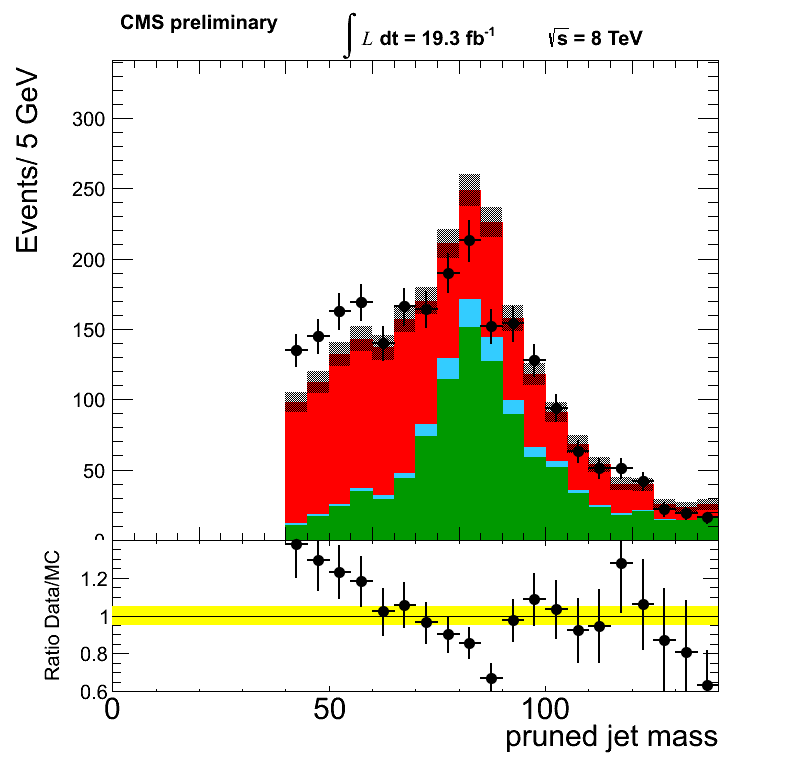 CMS preliminary
∫ L dt = 19.3 fb⁻¹
√s = 8 TeV
Events/ 5 GeV
300
250
200
150
100
50
0
Ratio Data/MC
1.2
1
0.8
0.6
0
50
100
pruned jet mass